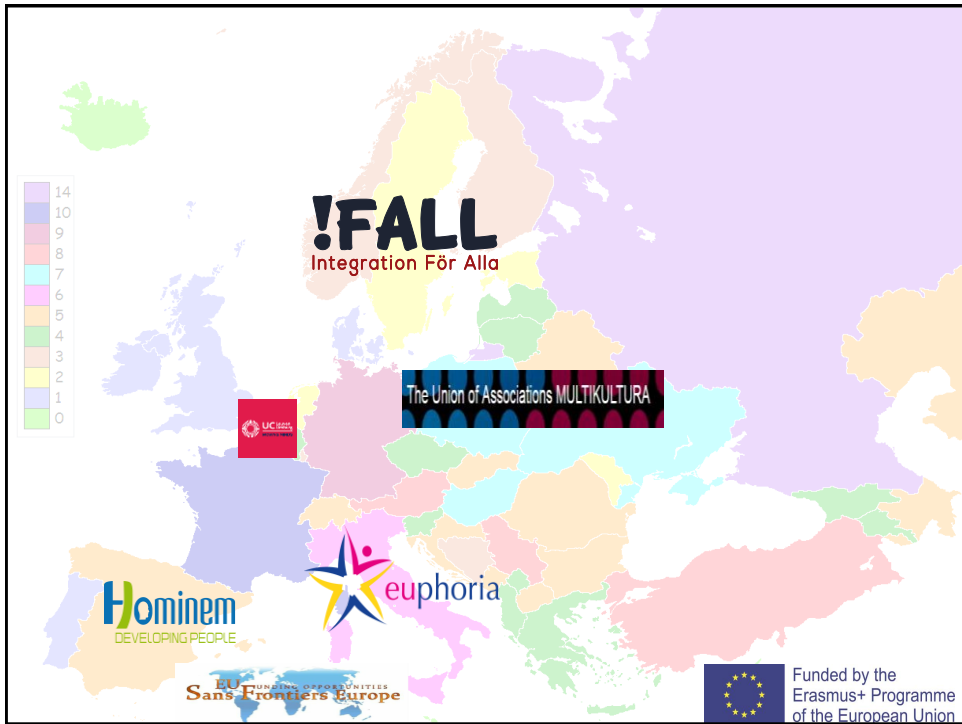 !FALL
Integration För Alla
14
10
9
8
7
6
5
4
3
2
1
0
The Union of Associations MULTIKULTURA
UC
euphoria
Hominem
DEVELOPING PEOPLE
EU FUNDING OPPORTUNITIES
Sans Frontiers Europe
Funded by the
Erasmus+ Programme
of the European Union